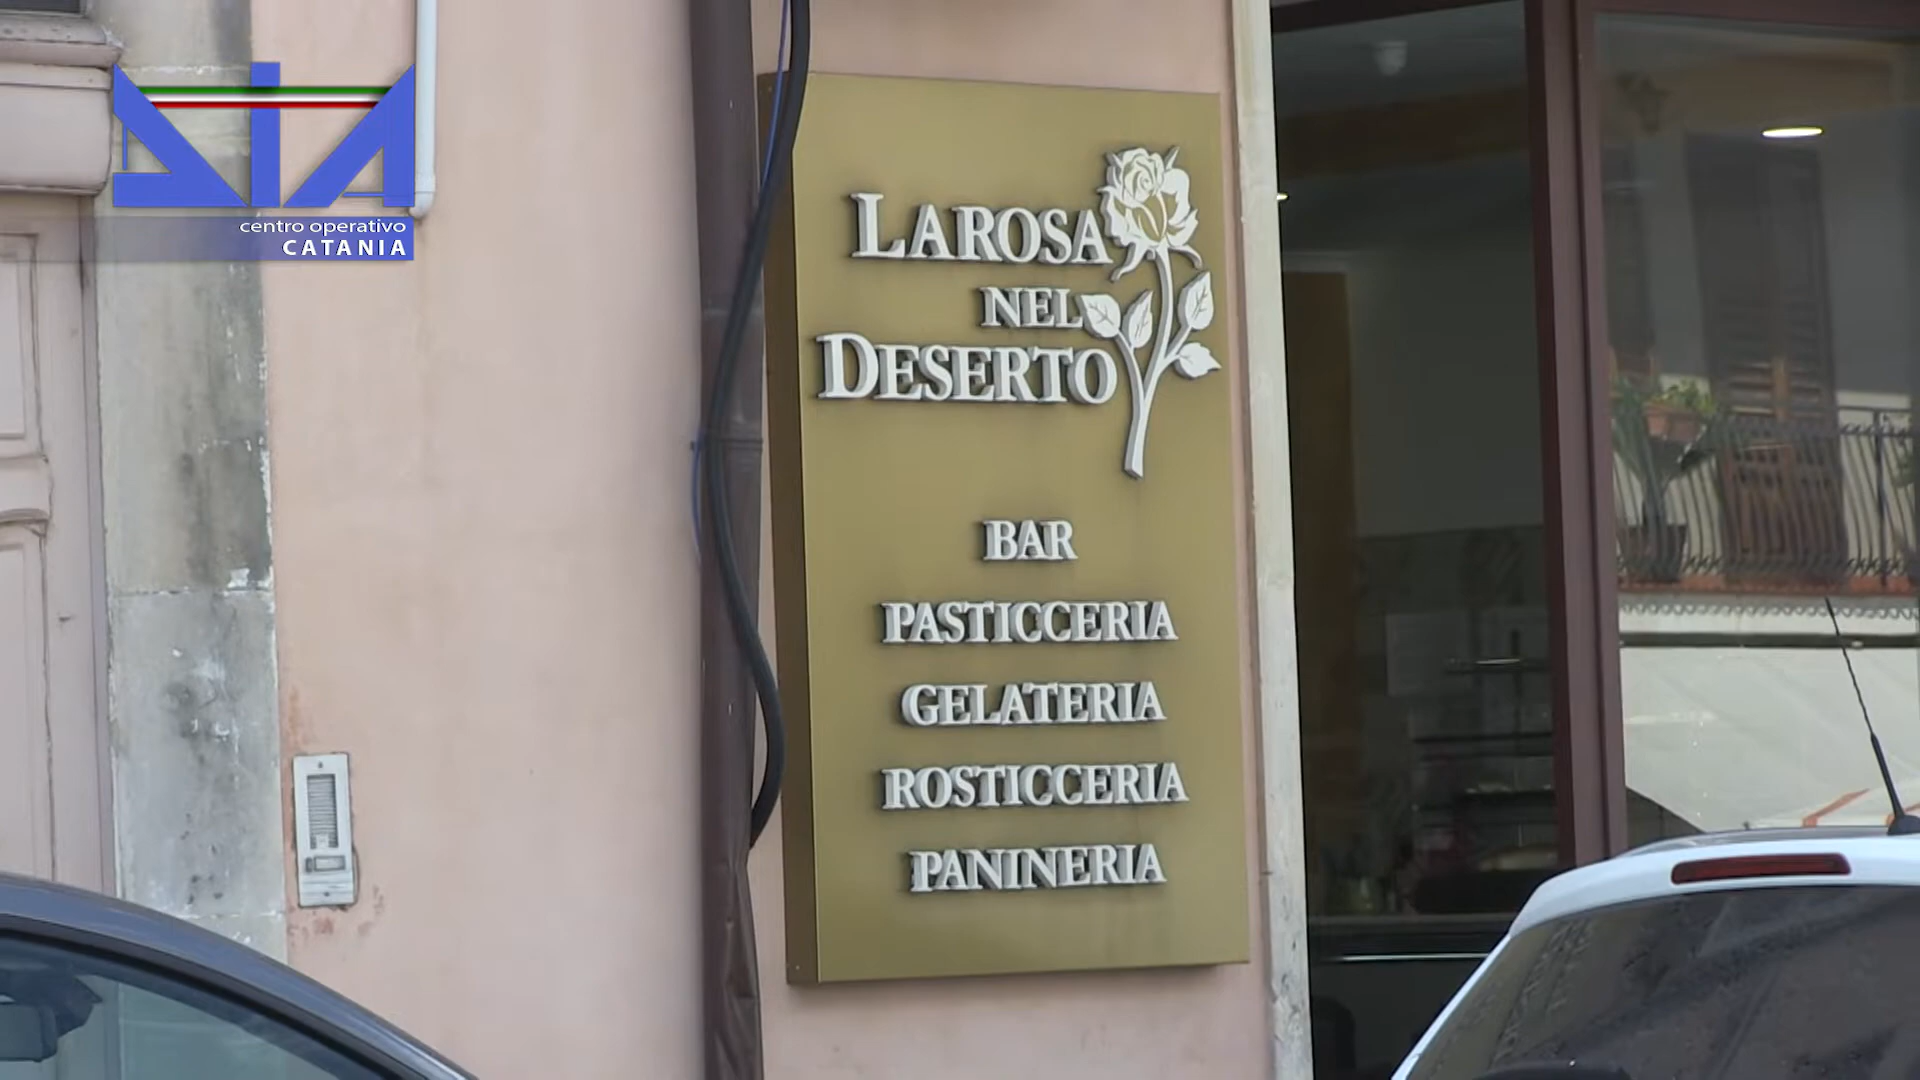 DIA
centro operativo
CATANIA
LAROSA
NEL
DESERTO
BAR
PASTICCERIA
GELATERIA
ROSTICCERIA
PANINERIA